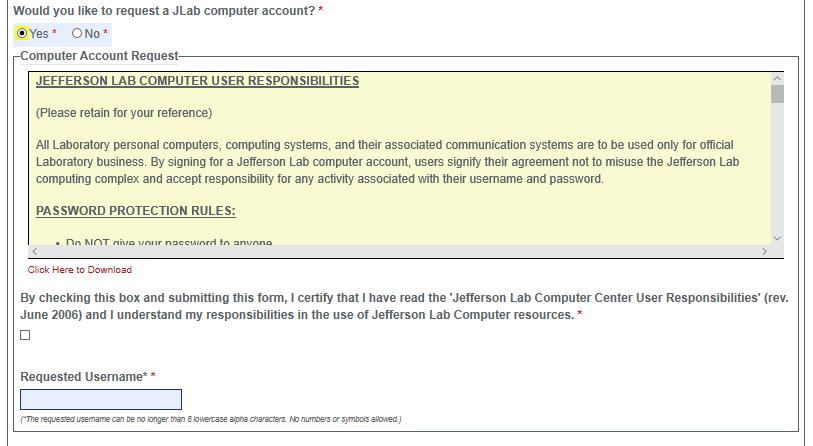 Would you like to request a JLab computer account? *
Yes * No *
Computer Account Request
JEFFERSON LAB COMPUTER USER RESPONSIBILITIES
(Please retain for your reference)
All Laboratory personal computers, computing systems, and their associated communication systems are to be used only for official
Laboratory business. By signing for a Jefferson Lab computer account, users signify their agreement not to misuse the Jefferson Lab
computing complex and accept responsibility for any activity associated with their username and password.
PASSWORD PROTECTION RULES:
• Do NOT give your password to anyone
Click Here to Download
By checking this box and submitting this form, I certify that I have read the 'Jefferson Lab Computer Center User Responsibilities' (rev.
June 2006) and I understand my responsibilities in the use of Jefferson Lab Computer resources. *
Requested Username* *
(*The requested username can be no longer than 8 lowercase alpha characters. No numbers or symbols allowed.)